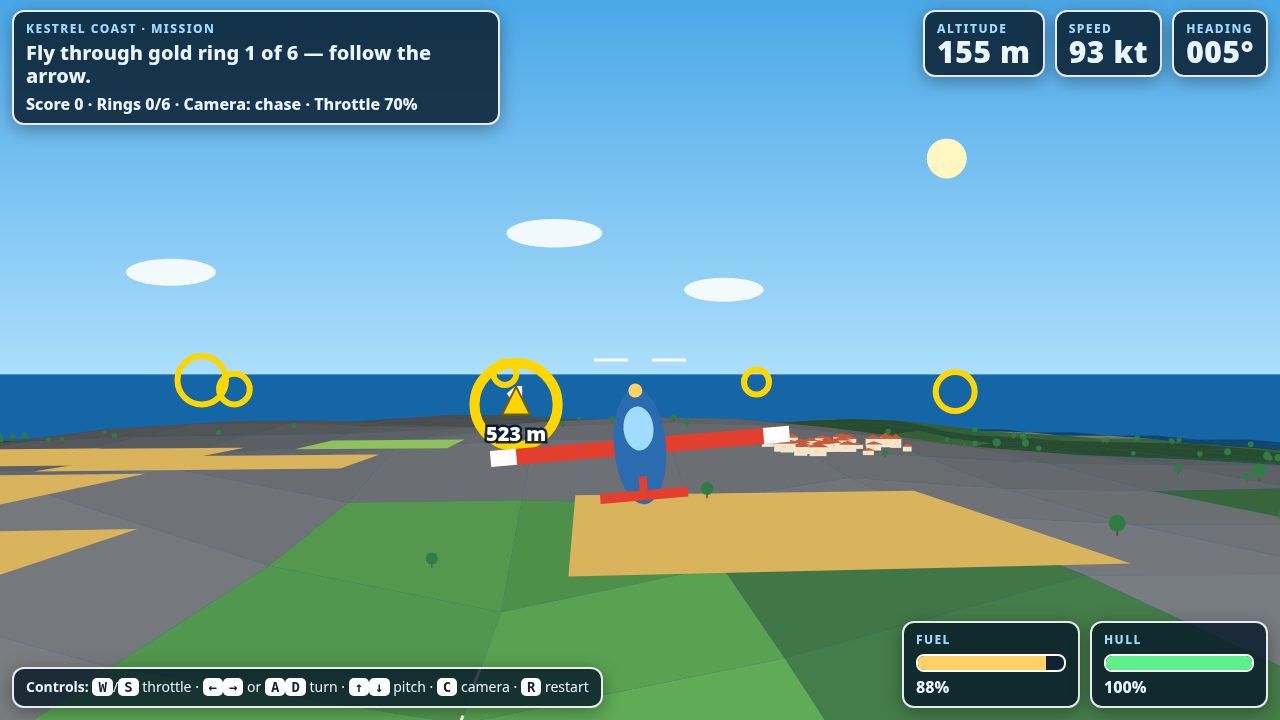 KESTREL COAST · MISSION
Fly through gold ring 1 of 6 — follow the
arrow.
Score 0 · Rings 0/6 · Camera: chase · Throttle 70%
ALTITUDE
155 m
SPEED
93 kt
HEADING
005°
523 m
FUEL
88%
HULL
100%
Controls: W/S throttle · ←→ or A D turn · ↑↓ pitch · C camera · R restart